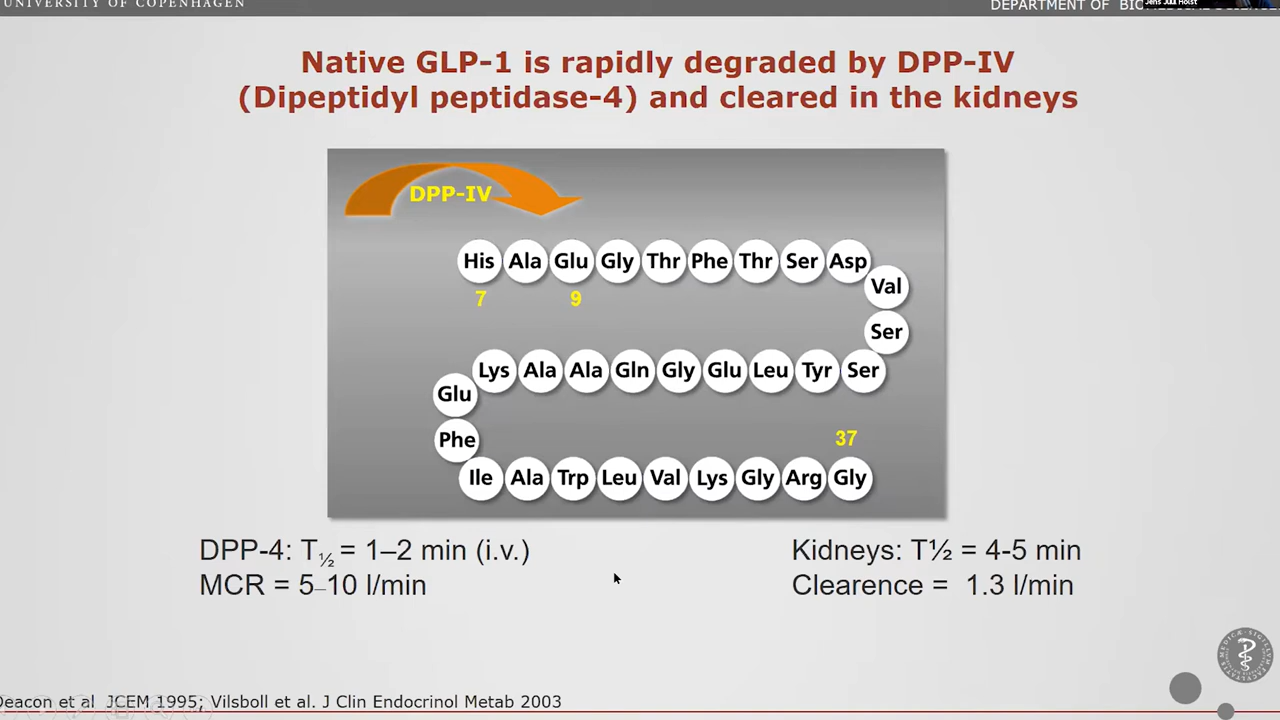 UNIVERSITY OF COPENHAGEN
DEPARTMENT OF
Jens Juul Holst
Native GLP-1 is rapidly degraded by DPP-IV
(Dipeptidyl peptidase-4) and cleared in the kidneys
DPP-IV
His Ala Glu Gly Thr Phe Thr Ser Asp
7 9
Val
Ser
Lys Ala Ala Gln Gly Glu Leu Tyr Ser
Glu
Phe
37
Ile Ala Trp Leu Val Lys Gly Arg Gly
DPP-4: T½ = 1–2 min (i.v.)
MCR = 5–10 l/min
Kidneys: T½ = 4-5 min
Clearence = 1.3 l/min
Deacon et al JCEM 1995; Vilsboll et al. J Clin Endocrinol Metab 2003